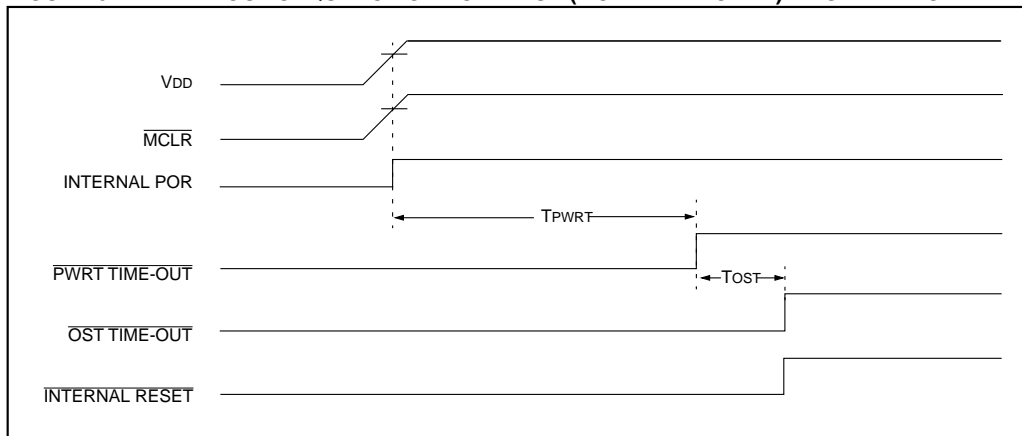 VDD
MCLR
INTERNAL POR
TPWRT
PWRT TIME-OUT
TOST
OST TIME-OUT
INTERNAL RESET